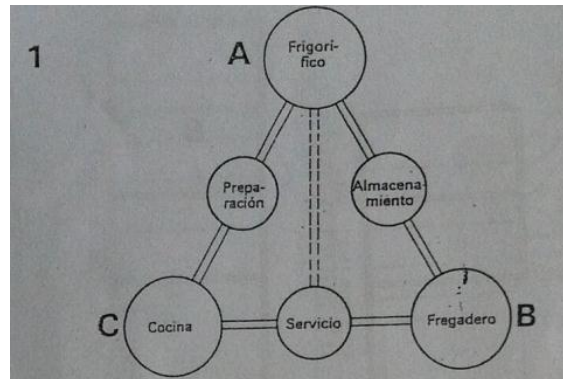 1
A
Frigorí-
fico
Prepa-
ración
Almacena-
miento
C
Cocina
Servicio
Fregadero
B